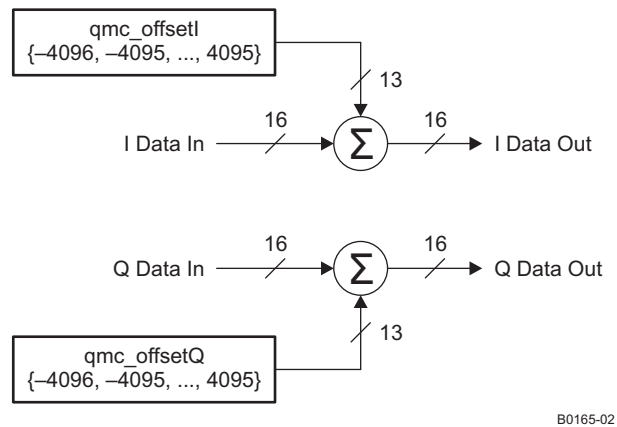 qmc_offsetI
{–4096, –4095, ..., 4095}
13
I Data In
16
Σ
16
I Data Out
Q Data In
16
Σ
16
Q Data Out
13
qmc_offsetQ
{–4096, –4095, ..., 4095}
B0165-02